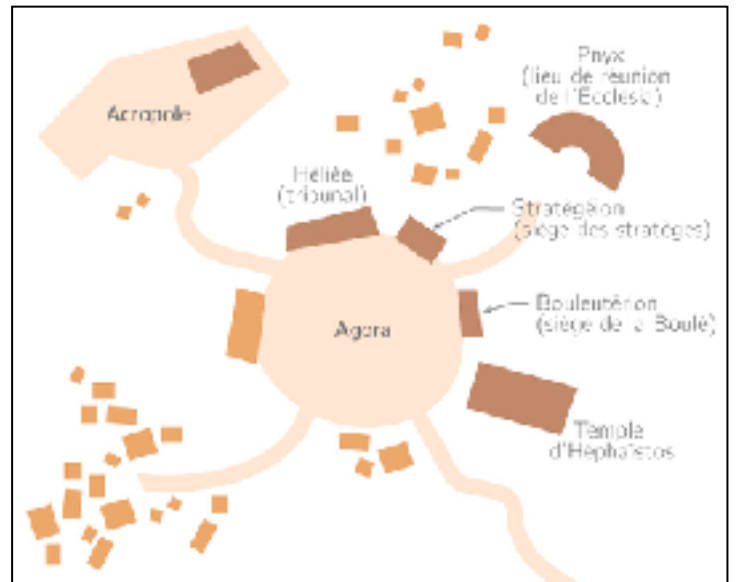 Pnyx
(lieu de réunion
de l'Ecclésia)
Acropole
Héliée
(tribunal)
Stratégéion
(siège des stratèges)
Bouleutérion
(siège de la Boulè)
Agora
Temple
d'Héphaïstos